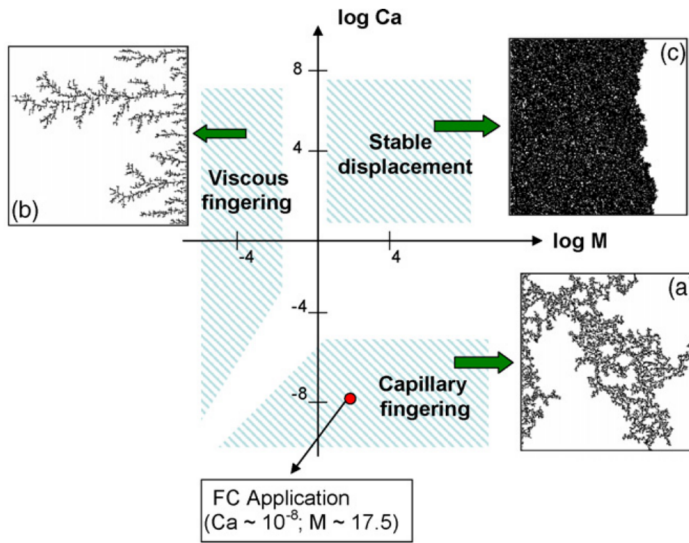 log Ca
(c)
8
4
Stable
displacement
Viscous
fingering
(b)
log M
-4
4
(a
-4
Capillary
fingering
-8
FC Application
(Ca ~ 10⁻⁸; M ~ 17.5)